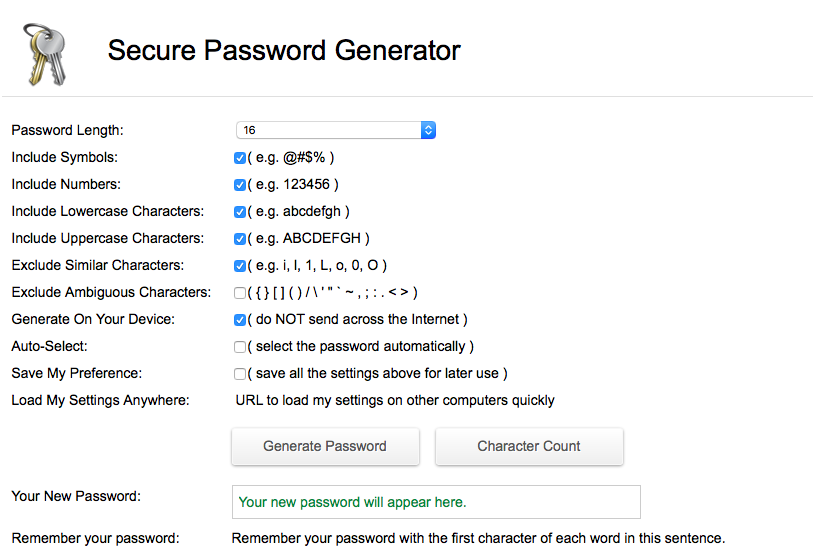 Secure Password Generator
Password Length: 16
Include Symbols: ( e.g. @#$% )
Include Numbers: ( e.g. 123456 )
Include Lowercase Characters: ( e.g. abcdefgh )
Include Uppercase Characters: ( e.g. ABCDEFGH )
Exclude Similar Characters: ( e.g. i, l, 1, L, o, 0, O )
Exclude Ambiguous Characters: ( { } [ ] ( ) / \ ' " ` ~ , ; : . < > )
Generate On Your Device: ( do NOT send across the Internet )
Auto-Select: ( select the password automatically )
Save My Preference: ( save all the settings above for later use )
Load My Settings Anywhere: URL to load my settings on other computers quickly
Generate Password Character Count
Your New Password: Your new password will appear here.
Remember your password: Remember your password with the first character of each word in this sentence.